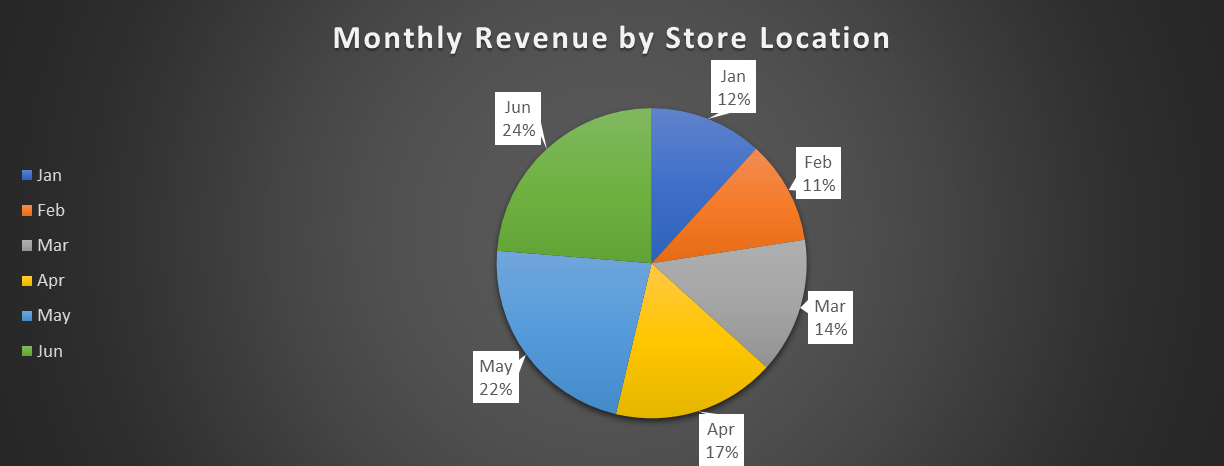 Monthly Revenue by Store Location
Jan
Feb
Mar
Apr
May
Jun
Jan
12%
Feb
11%
Mar
14%
Apr
17%
May
22%
Jun
24%